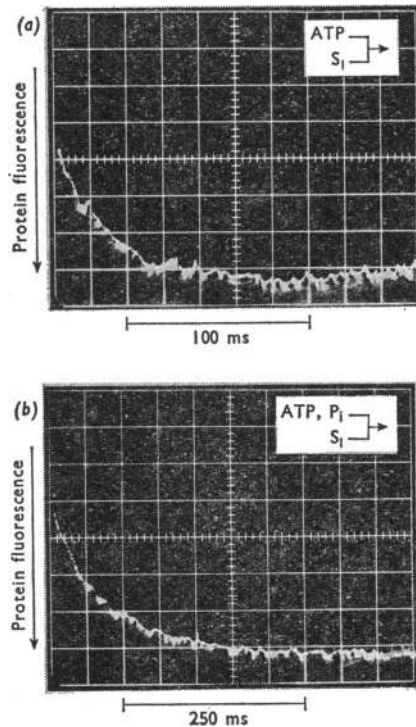 (a)
ATP
S₁
Protein fluorescence
100 ms
(b)
ATP, Pᵢ
S₁
Protein fluorescence
250 ms